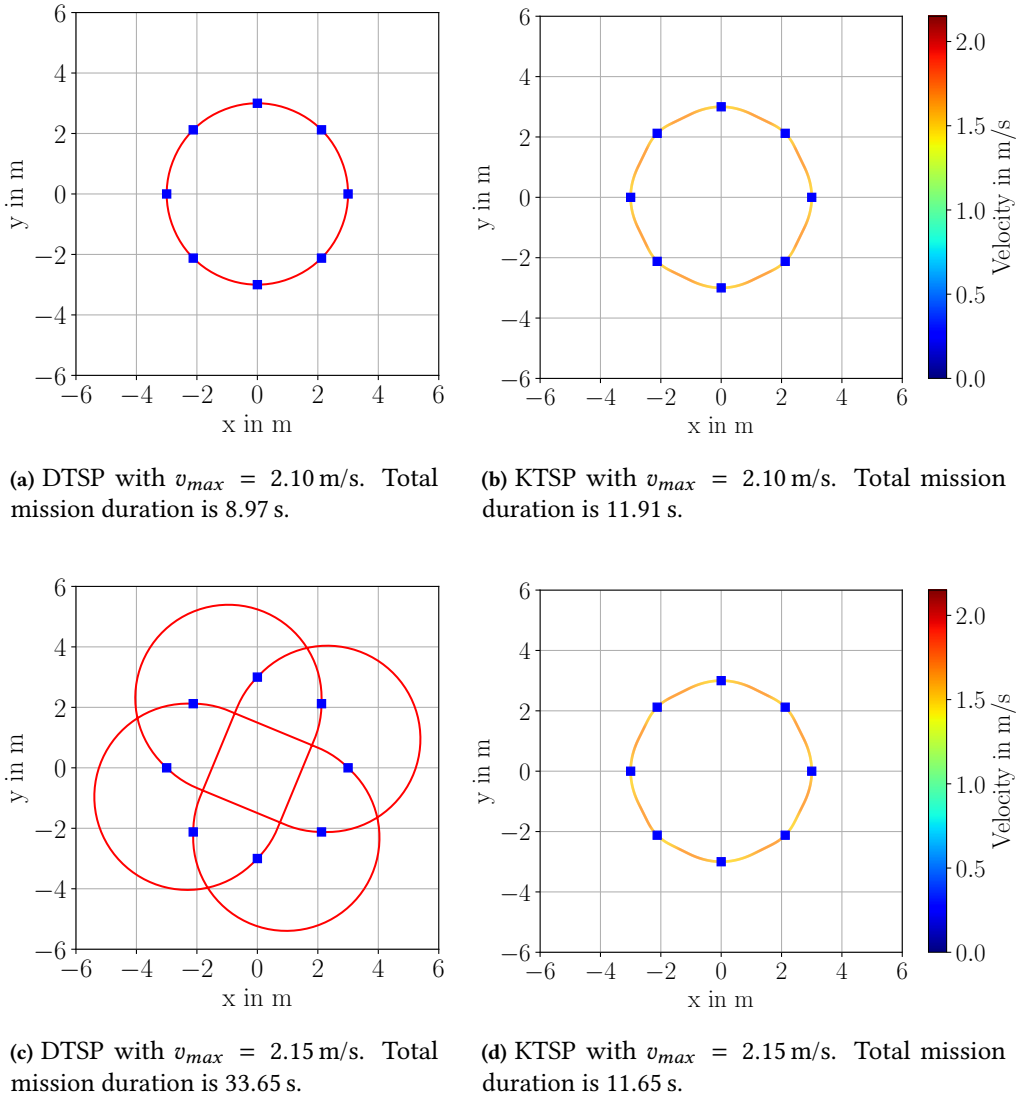 6
4
2
0
−2
−4
−6
y in m
−6 −4 −2 0 2 4 6
x in m
6
4
2
0
−2
−4
−6
y in m
−6 −4 −2 0 2 4 6
x in m
2.0
1.5
1.0
0.5
0.0
Velocity in m/s
(a) DTSP with vmax = 2.10 m/s. Total
mission duration is 8.97 s.
(b) KTSP with vmax = 2.10 m/s. Total mission
duration is 11.91 s.
6
4
2
0
−2
−4
−6
y in m
−6 −4 −2 0 2 4 6
x in m
6
4
2
0
−2
−4
−6
y in m
−6 −4 −2 0 2 4 6
x in m
2.0
1.5
1.0
0.5
0.0
Velocity in m/s
(c) DTSP with vmax = 2.15 m/s. Total
mission duration is 33.65 s.
(d) KTSP with vmax = 2.15 m/s. Total mission
duration is 11.65 s.